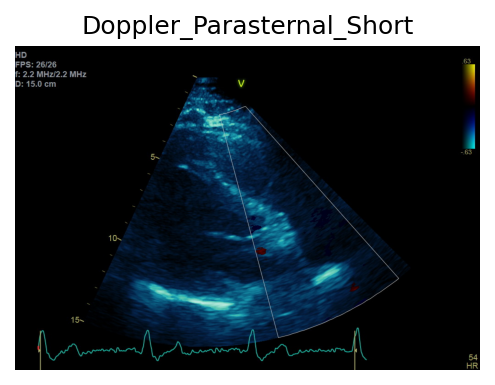 Doppler_Parasternal_Short
HD
FPS: 26/26
f: 2.2 MHz/2.2 MHz
D: 15.0 cm
V
63
-.63
5
10
15
54
HR